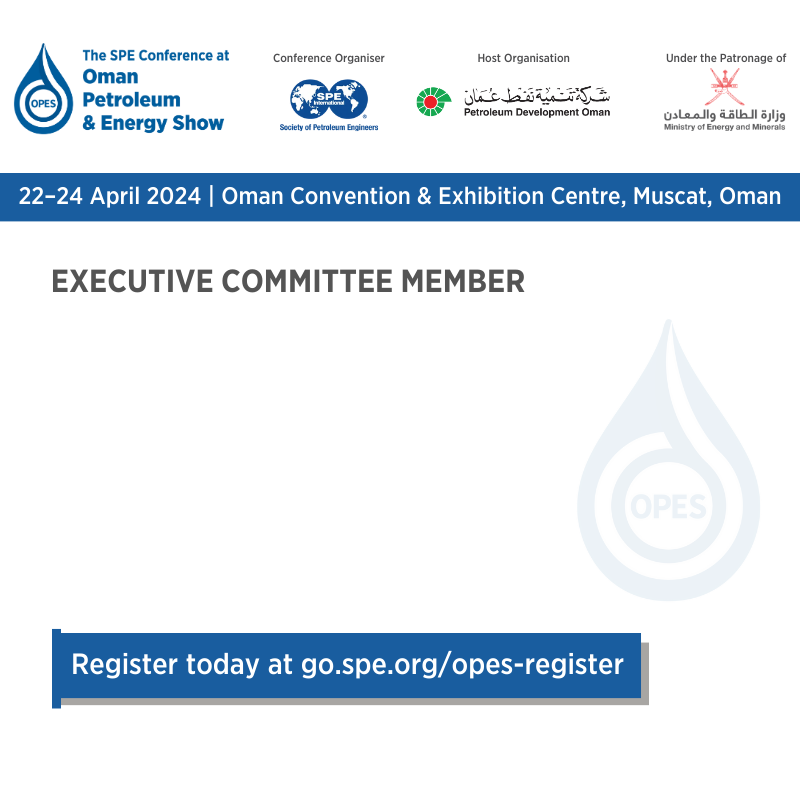 The SPE Conference at
Oman
Petroleum
& Energy Show
OPES
Conference Organiser
SPE
International
®
Society of Petroleum Engineers
Host Organisation
شركة تنمية نفط عمان
Petroleum Development Oman
Under the Patronage of
وزارة الطاقة والمعادن
Ministry of Energy and Minerals
22–24 April 2024 | Oman Convention & Exhibition Centre, Muscat, Oman
EXECUTIVE COMMITTEE MEMBER
OPES
Register today at go.spe.org/opes-register